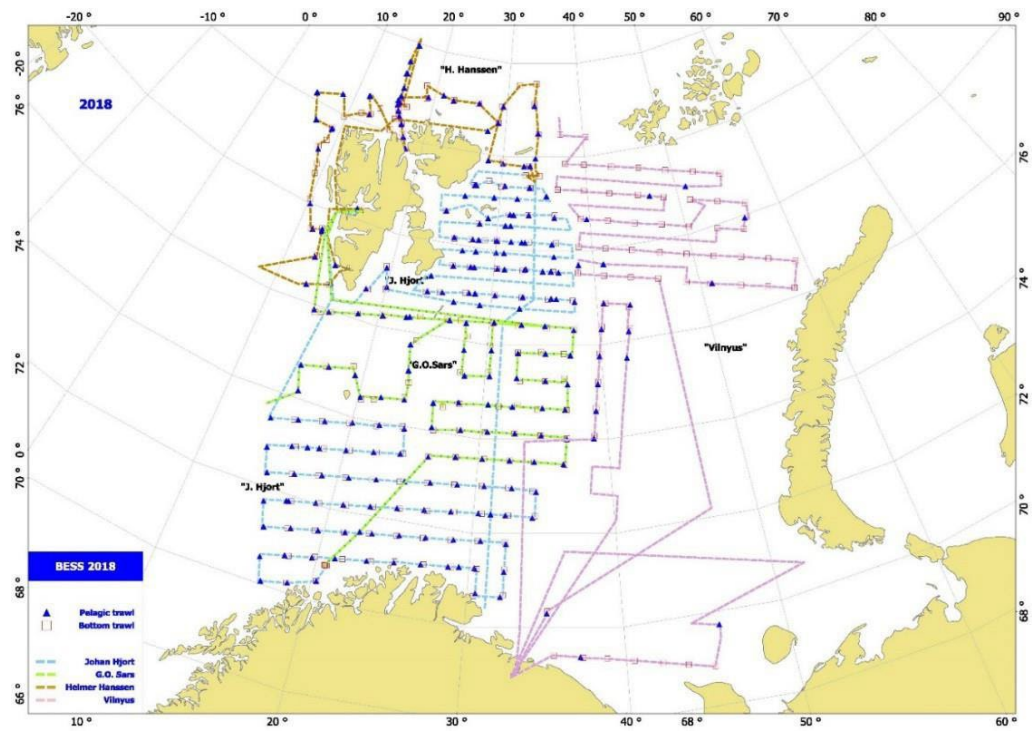 -20 °
-10 °
0 °
10 °
20 °
30 °
40 °
50 °
60 °
70 °
80 °
90 °
-20 °
76 °
74 °
72 °
0 °
70 °
68 °
66 °
2018
"H. Hanssen"
"J. Hjort"
"G.O.Sars"
"Vilnyus"
"J. Hjort"
76 °
74 °
72 °
70 °
68 °
BESS 2018
Pelagic trawl
Bottom trawl
Johan Hjort
G.O. Sars
Helmer Hanssen
Vilnyus
10 °
20 °
30 °
40 °
68 °
50 °
60 °